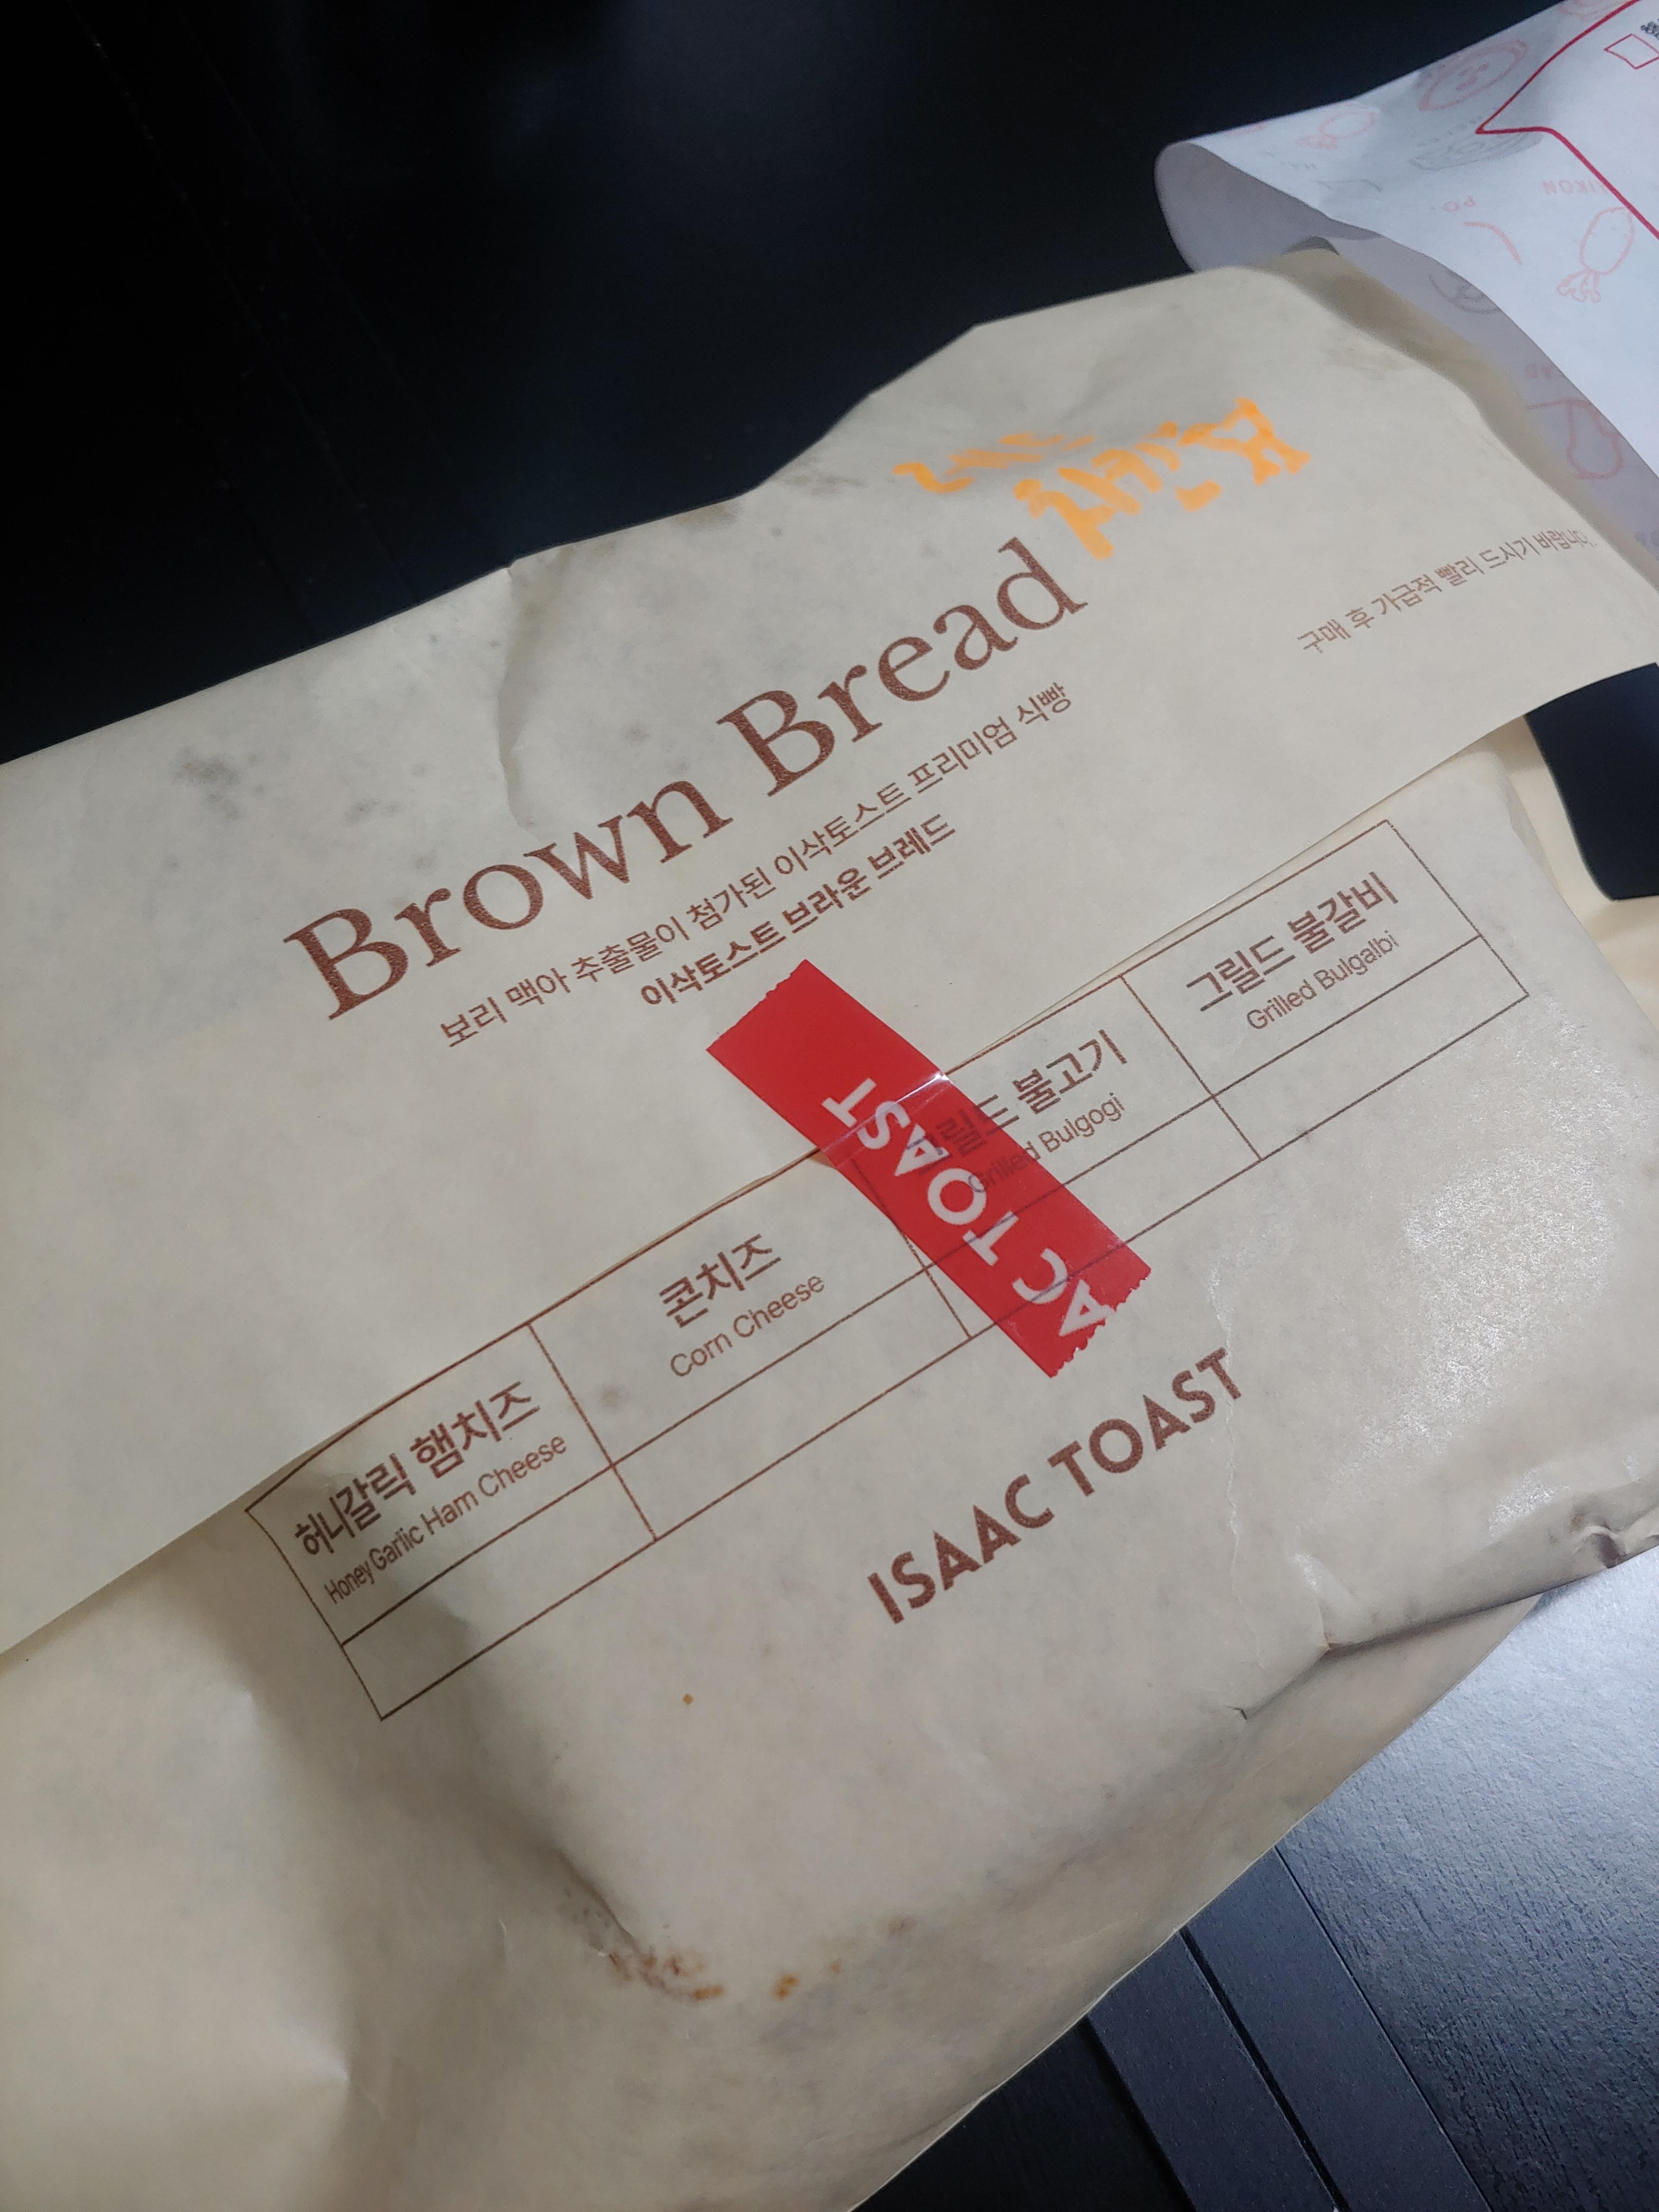 Brown Bread
보리 맥아 추출물이 첨가된 이삭토스트 프리미엄 식빵
이삭토스트 브라운 브레드
구매 후 가급적 빨리 드시기 바랍니다.
허니갈릭 햄치즈
Honey Garlic Ham Cheese
콘치즈
Corn Cheese
그릴드 불고기
Grilled Bulgogi
그릴드 불갈비
Grilled Bulgalbi
AC TOAST
ISAAC TOAST